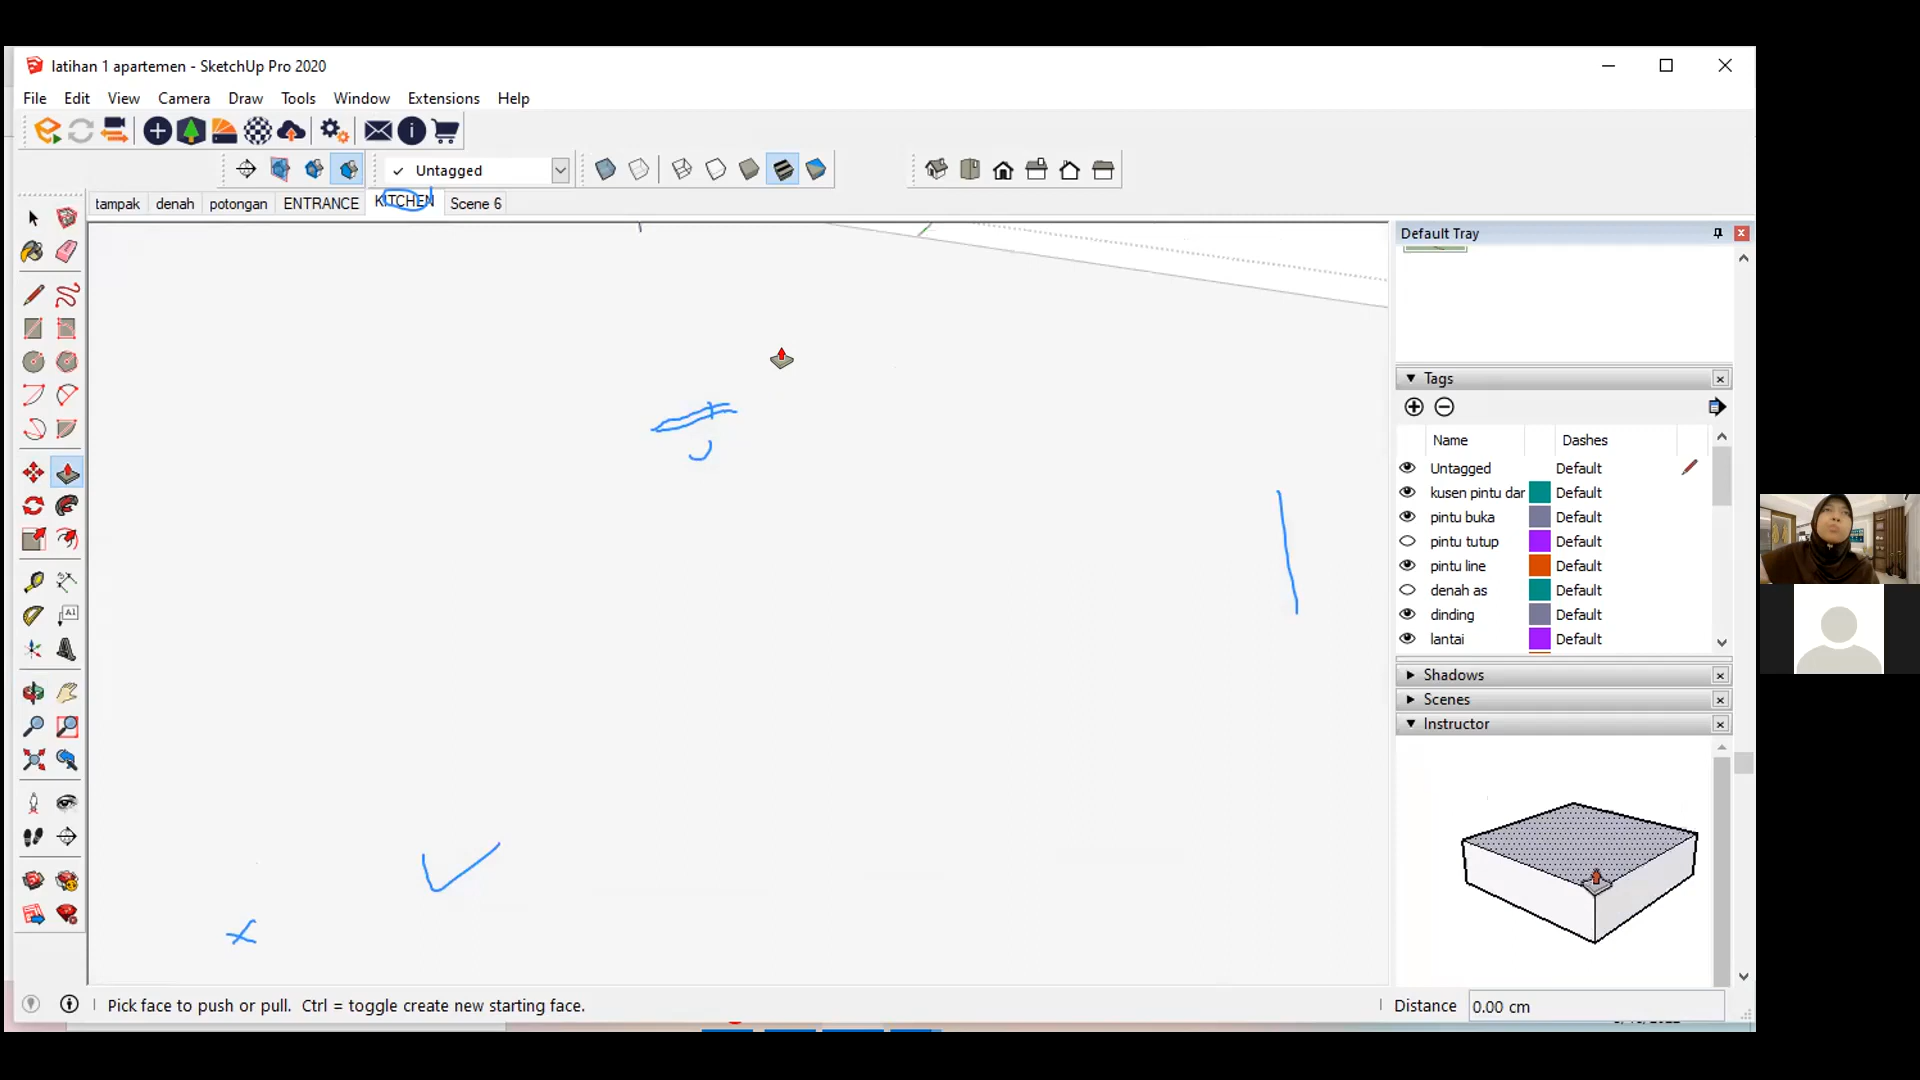 latihan 1 apartemen - SketchUp Pro 2020
File Edit View Camera Draw Tools Window Extensions Help
Untagged
tampak denah potongan ENTRANCE KITCHEN Scene 6
Default Tray
Tags
Name Dashes
Untagged Default
kusen pintu dar Default
pintu buka Default
pintu tutup Default
pintu line Default
denah as Default
dinding Default
lantai Default
Shadows
Scenes
Instructor
Pick face to push or pull. Ctrl = toggle create new starting face.
Distance 0.00 cm